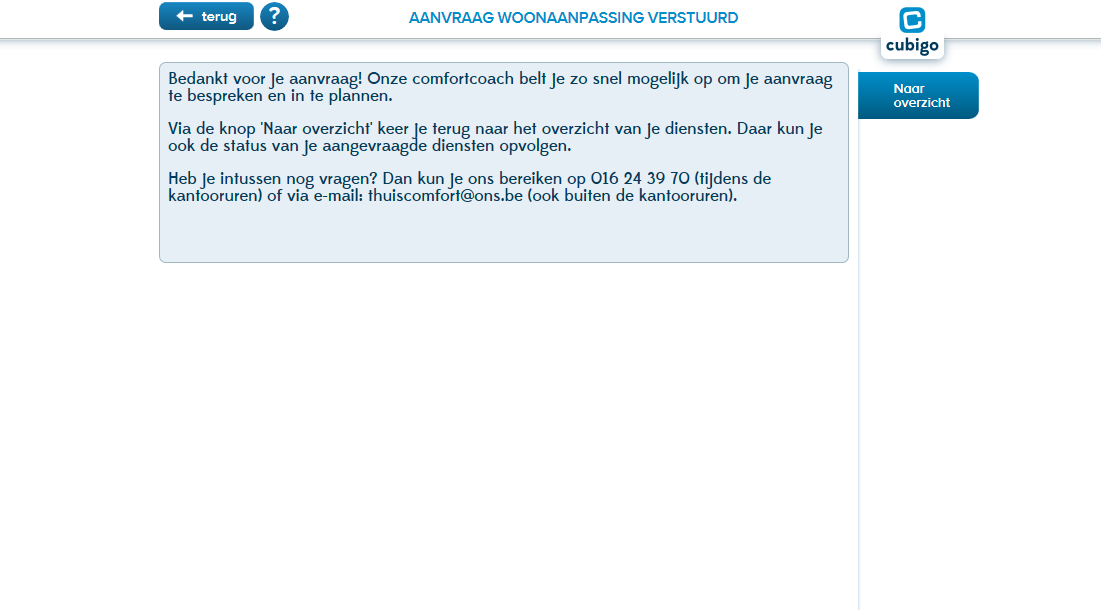 terug
?
AANVRAAG WOONAANPASSING VERSTUURD
cubigo
Bedankt voor je aanvraag! Onze comfortcoach belt je zo snel mogelijk op om je aanvraag
te bespreken en in te plannen.
Via de knop 'Naar overzicht' keer je terug naar het overzicht van je diensten. Daar kun je
ook de status van je aangevraagde diensten opvolgen.
Heb je intussen nog vragen? Dan kun je ons bereiken op 016 24 39 70 (tijdens de
kantooruren) of via e-mail: thuiscomfort@ons.be (ook buiten de kantooruren).
Naar
overzicht